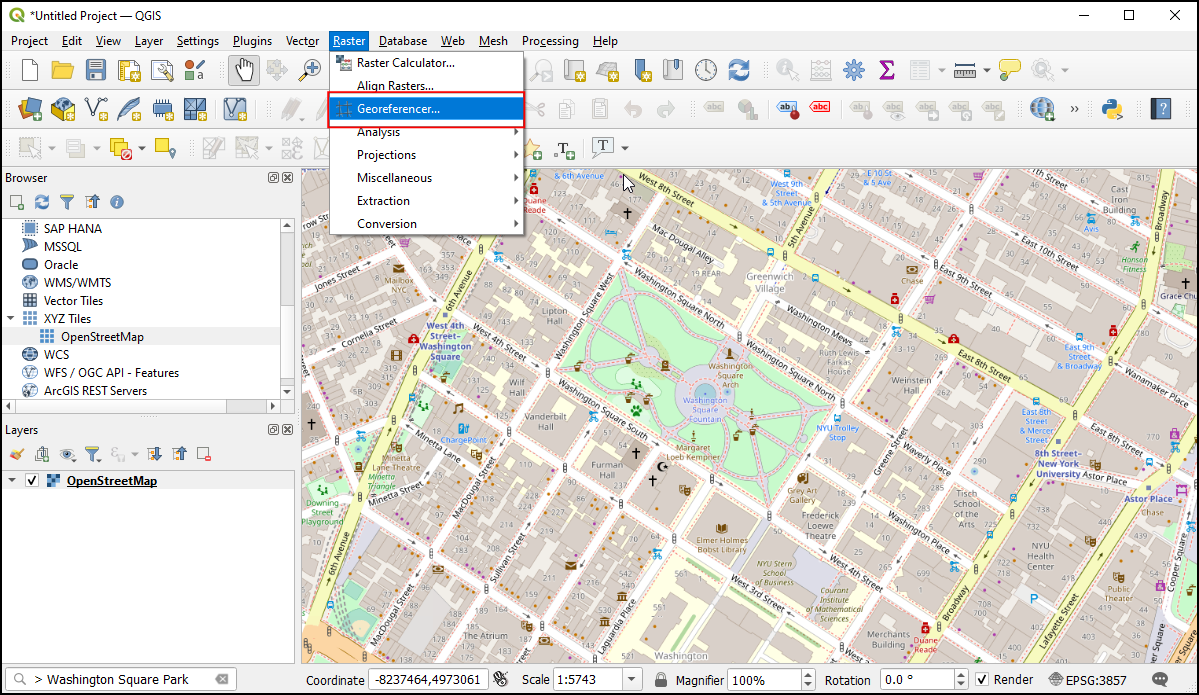 *Untitled Project — QGIS
Project Edit View Layer Settings Plugins Vector Raster Database Web Mesh Processing Help
Raster Calculator...
Align Rasters...
Georeferencer...
Analysis
Projections
Miscellaneous
Extraction
Conversion
Browser
SAP HANA
MSSQL
Oracle
WMS/WMTS
Vector Tiles
XYZ Tiles
OpenStreetMap
WCS
WFS / OGC API - Features
ArcGIS REST Servers
Layers
OpenStreetMap
& 6th Avenue
Duane
Reade
West 8th Street
West 9th
Street
& 5th Ave
E 10 St
& 5 Ave
5th Avenue
Cast
Iron
Building
Avis
Broadway
East 10th Street
Honson
Fitness
Grace Chu
Mac Dougal Alley
19 REAR
Greenwich
Village
Chase
East 9th Street
Jones Street
Mailbox
NYC
6th Avenue
Cornelia Street
West 4th
Street–
Washington
Square
Lipton
Hall
Washington Square West
Washington Square North
Washington Mews
Ruth Lewis
Farkas
House
East 8th Street
East 9th
Street
& Broadway
Wanamaker Place
West 4th Street
Wilf
Hall
Washington
Square
Arch
Washington Square North
Weinstein
Hall
Washington
Square
Fountain
Washington Square South
Vanderbilt
Hall
NYU Trolley
Stop
East 8th
Street
& Mercer
Street
East 8th Street
Minetta Lane
ChargePoint
Minetta
Lane Theatre
Minetta
Triangle
Minetta Street
Margaret
Loeb Kempner
Furman
Hall
Greene Street
Waverly Place
8th Street–
New York
University
Astor Place
Astor Place
Chase
Downing
Street
Playground
MacDougal Street
Grey Art
Gallery
Frederick
Loewe
Theatre
Tisch
School
of the
Arts
Washington Place
Elmer Holmes
Bobst Library
NYU
Health
Center
Cooper Square
6th Avenue
Sullivan Street
NYU Stern
School of
Business
West 4th Street
Public
Theater
West 3rd Street
Courant
Institute of
Mathematical
Sciences
MacDougal Street
The Atrium
Laguardia Place
Merchants
Building
Duane
Reade
Broadway
Lafayette Street
Cooper Square
> Washington Square Park
Coordinate -8237464,4973061 Scale 1:5743 Magnifier 100% Rotation 0.0 ° Render EPSG:3857